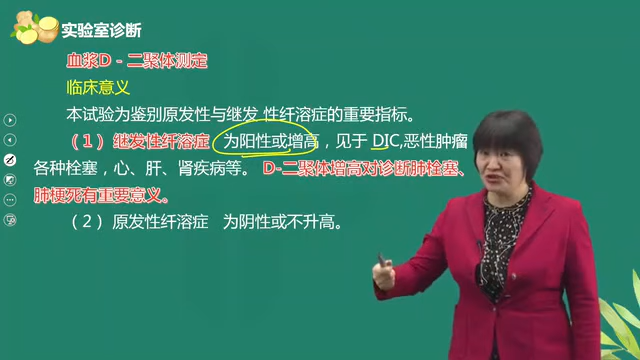 实验室诊断
血浆D - 二聚体测定
临床意义
本试验为鉴别原发性与继发 性纤溶症的重要指标。
（1） 继发性纤溶症 为阳性或增高，见于 DIC,恶性肿瘤
各种栓塞，心、肝、肾疾病等。 D-二聚体增高对诊断肺栓塞、
肺梗死有重要意义。
（2） 原发性纤溶症 为阴性或不升高。